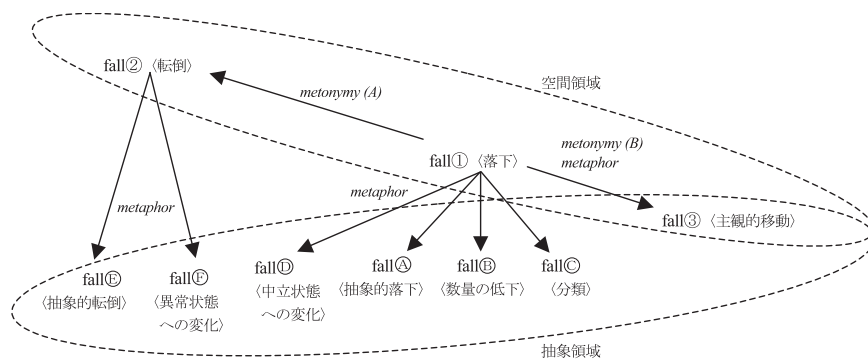 fall② 〈転倒〉
空間領域
metonymy (A)
metonymy (B)
metaphor
fall① 〈落下〉
metaphor
metaphor
fall③ 〈主観的移動〉
fallⒺ
〈抽象的転倒〉
fallⒻ
〈異常状態
への変化〉
fallⒹ
〈中立状態
への変化〉
fallⒶ
〈抽象的落下〉
fallⒷ
〈数量の低下〉
fallⒸ
〈分類〉
抽象領域